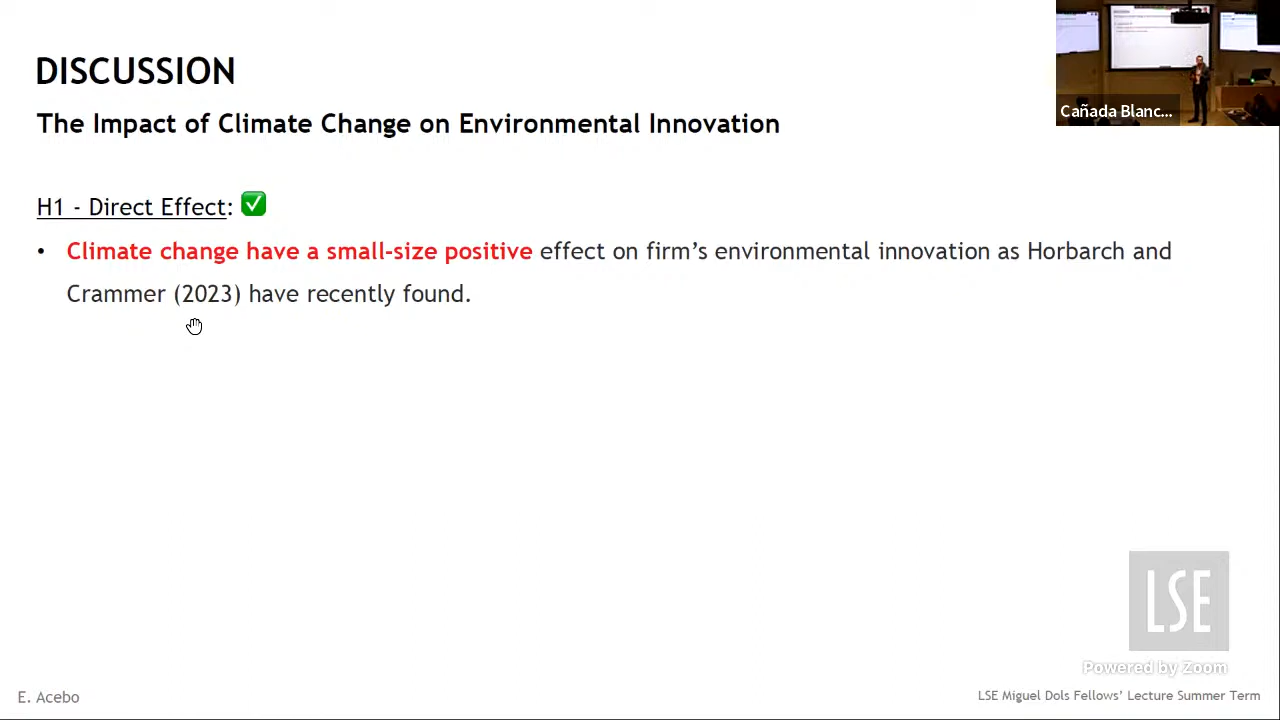 DISCUSSION
Cañada Blanc...
The Impact of Climate Change on Environmental Innovation
H1 - Direct Effect: ✅
• Climate change have a small-size positive effect on firm’s environmental innovation as Horbarch and
Crammer (2023) have recently found.
LSE
Powered by Zoom
E. Acebo
LSE Miguel Dols Fellows’ Lecture Summer Term